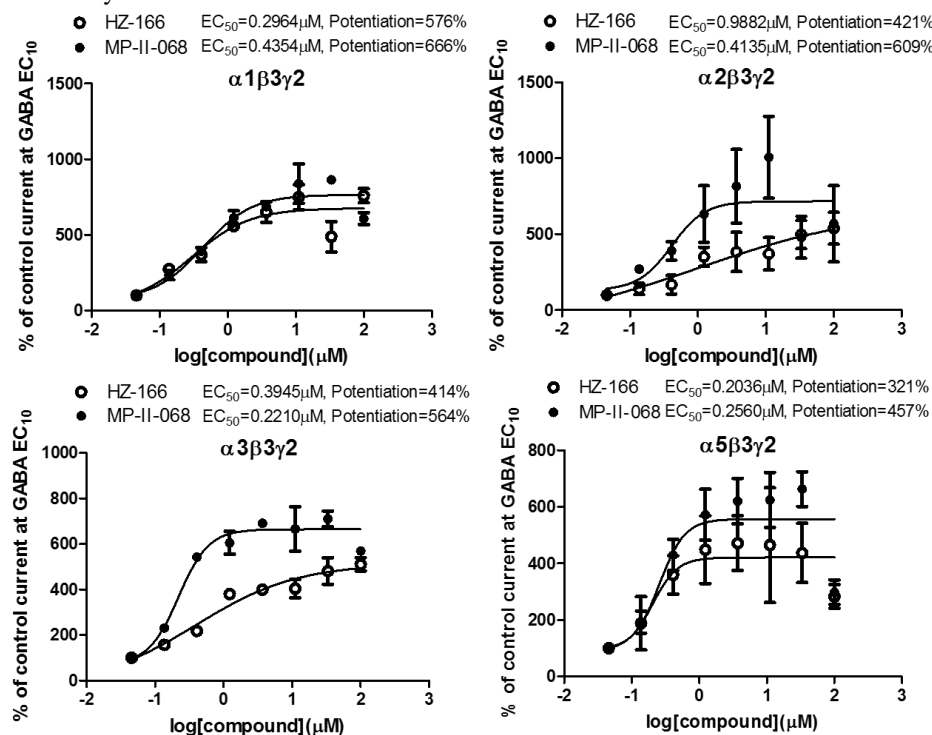 HZ-166 EC50=0.2964μM, Potentiation=576%
MP-II-068 EC50=0.4354μM, Potentiation=666%
α1β3γ2
% of control current at GABA EC10
1500
1000
500
0
-2 -1 0 1 2 3
log[compound](μM)
HZ-166 EC50=0.9882μM, Potentiation=421%
MP-II-068 EC50=0.4135μM, Potentiation=609%
α2β3γ2
% of control current at GABA EC10
1500
1000
500
0
-2 -1 0 1 2 3
log[compound](μM)
HZ-166 EC50=0.3945μM, Potentiation=414%
MP-II-068 EC50=0.2210μM, Potentiation=564%
α3β3γ2
% of control current at GABA EC10
1000
800
600
400
200
0
-2 -1 0 1 2 3
log[compound](μM)
HZ-166 EC50=0.2036μM, Potentiation=321%
MP-II-068 EC50=0.2560μM, Potentiation=457%
α5β3γ2
% of control current at GABA EC10
800
600
400
200
0
-2 -1 0 1 2 3
log[compound](μM)